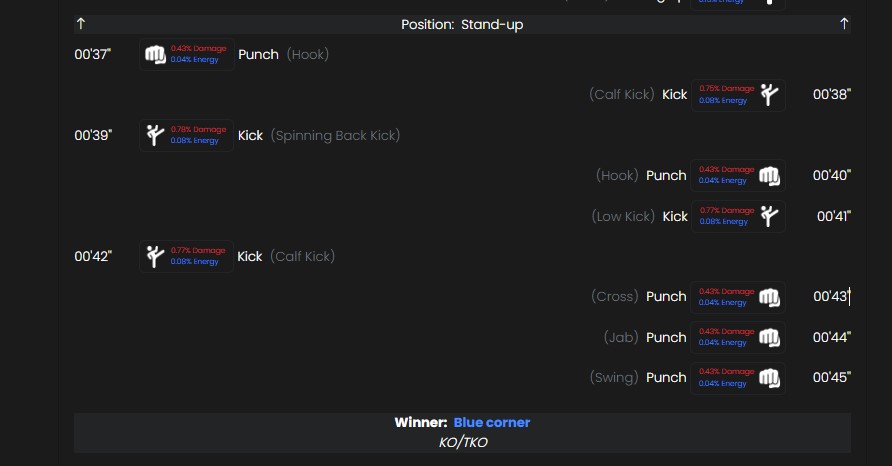 ↑ Position: Stand-up ↑
00'37" 0.43% Damage 0.04% Energy Punch (Hook)
(Calf Kick) Kick 0.75% Damage 0.08% Energy 00'38"
00'39" 0.78% Damage 0.08% Energy Kick (Spinning Back Kick)
(Hook) Punch 0.43% Damage 0.04% Energy 00'40"
(Low Kick) Kick 0.77% Damage 0.08% Energy 00'41"
00'42" 0.77% Damage 0.08% Energy Kick (Calf Kick)
(Cross) Punch 0.43% Damage 0.04% Energy 00'43"
(Jab) Punch 0.43% Damage 0.04% Energy 00'44"
(Swing) Punch 0.43% Damage 0.04% Energy 00'45"
Winner: Blue corner
KO/TKO